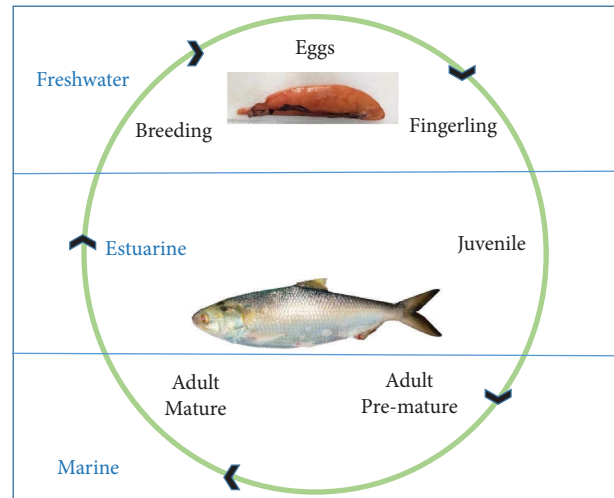 Eggs
Freshwater
Breeding
Fingerling
Estuarine
Juvenile
Adult
Mature
Adult
Pre-mature
Marine